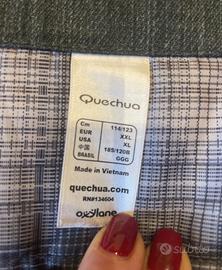 Quechua
Cm 114/123
EUR XXL
USA XL
中国 185/120B
BRASIL GGG
Made in Vietnam
quechua.com
RN#134604
oxylane
subito